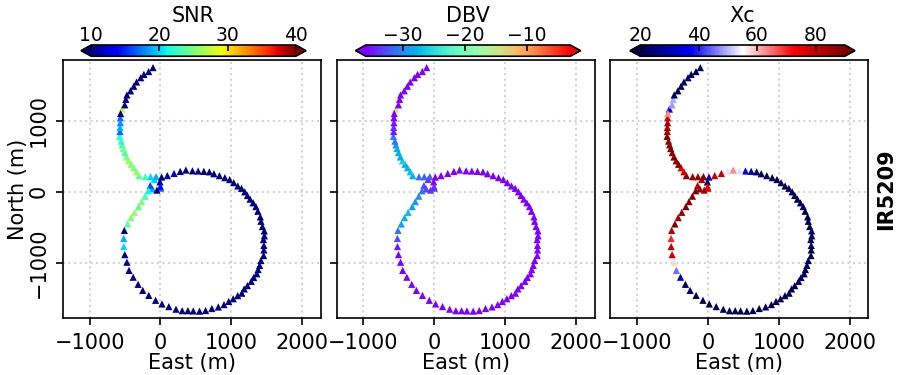 SNR DBV Xc
10 20 30 40 −30 −20 −10 20 40 60 80
North (m)
1000
0
−1000
IR5209
−1000 0 1000 2000 −1000 0 1000 2000 −1000 0 1000 2000
East (m) East (m) East (m)